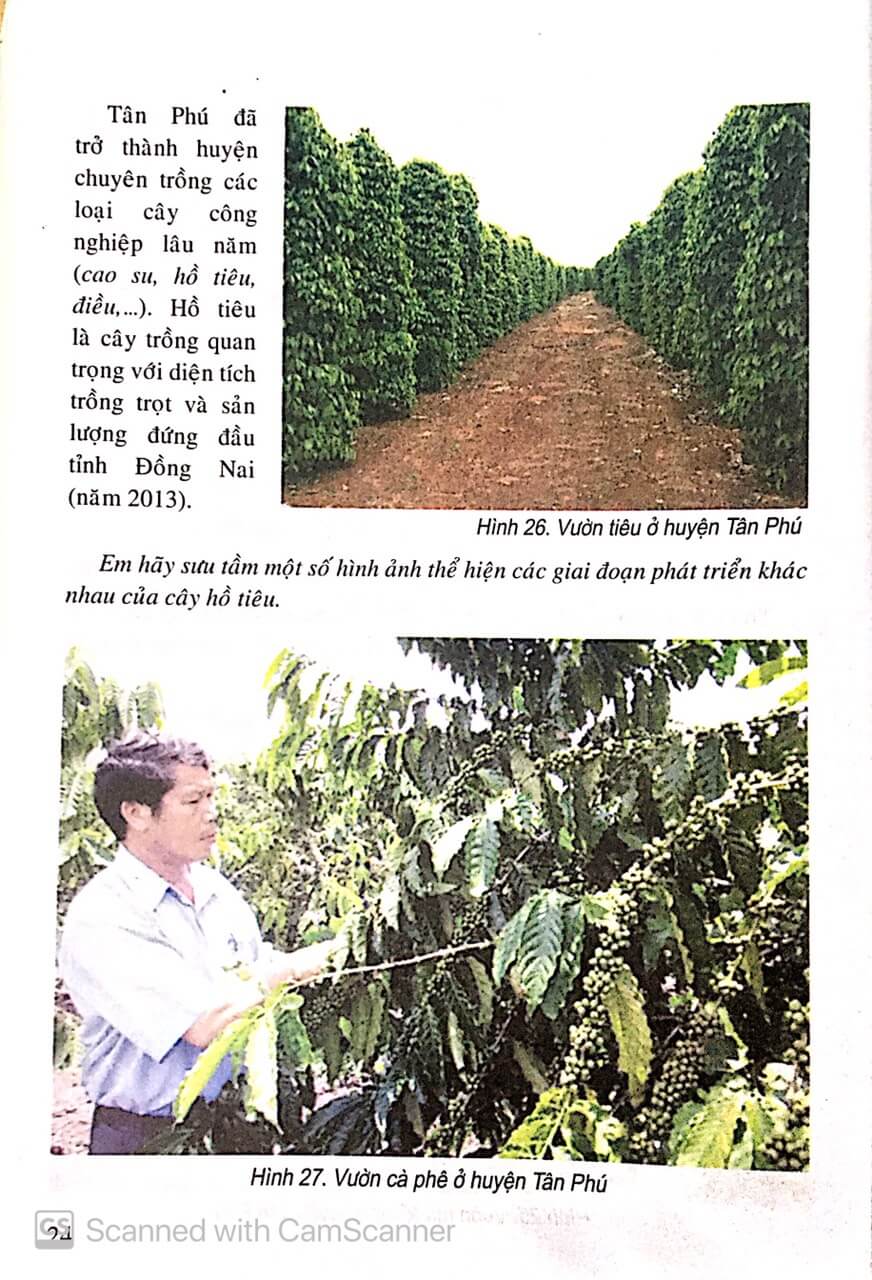 Tân Phú đã
trở thành huyện
chuyên trồng các
loại cây công
nghiệp lâu năm
(cao su, hồ tiêu,
điều,...). Hồ tiêu
là cây trồng quan
trọng với diện tích
trồng trọt và sản
lượng đứng đầu
tỉnh Đồng Nai
(năm 2013).
Hình 26. Vườn tiêu ở huyện Tân Phú
Em hãy sưu tầm một số hình ảnh thể hiện các giai đoạn phát triển khác
nhau của cây hồ tiêu.
Hình 27. Vườn cà phê ở huyện Tân Phú
24
CS Scanned with CamScanner